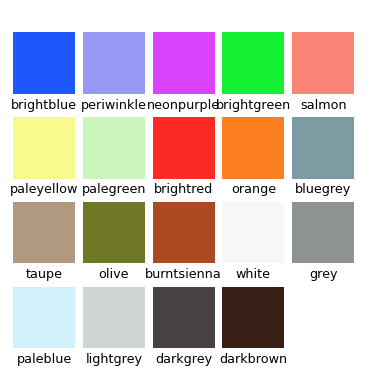 brightblue periwinkle neonpurple brightgreen salmon
paleyellow palegreen brightred orange bluegrey
taupe olive burntsienna white grey
paleblue lightgrey darkgrey darkbrown